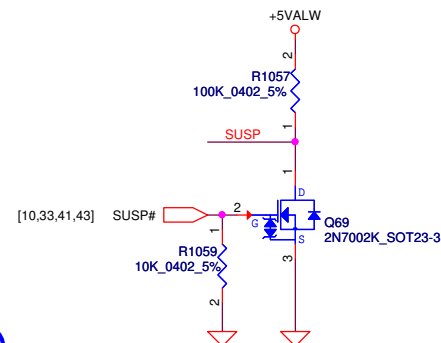 +5VALW
2
R1057
100K_0402_5%
1
SUSP
1
D
[10,33,41,43] SUSP#
2
G
S
Q69
2N7002K_SOT23-3
1
R1059
10K_0402_5%
2
3